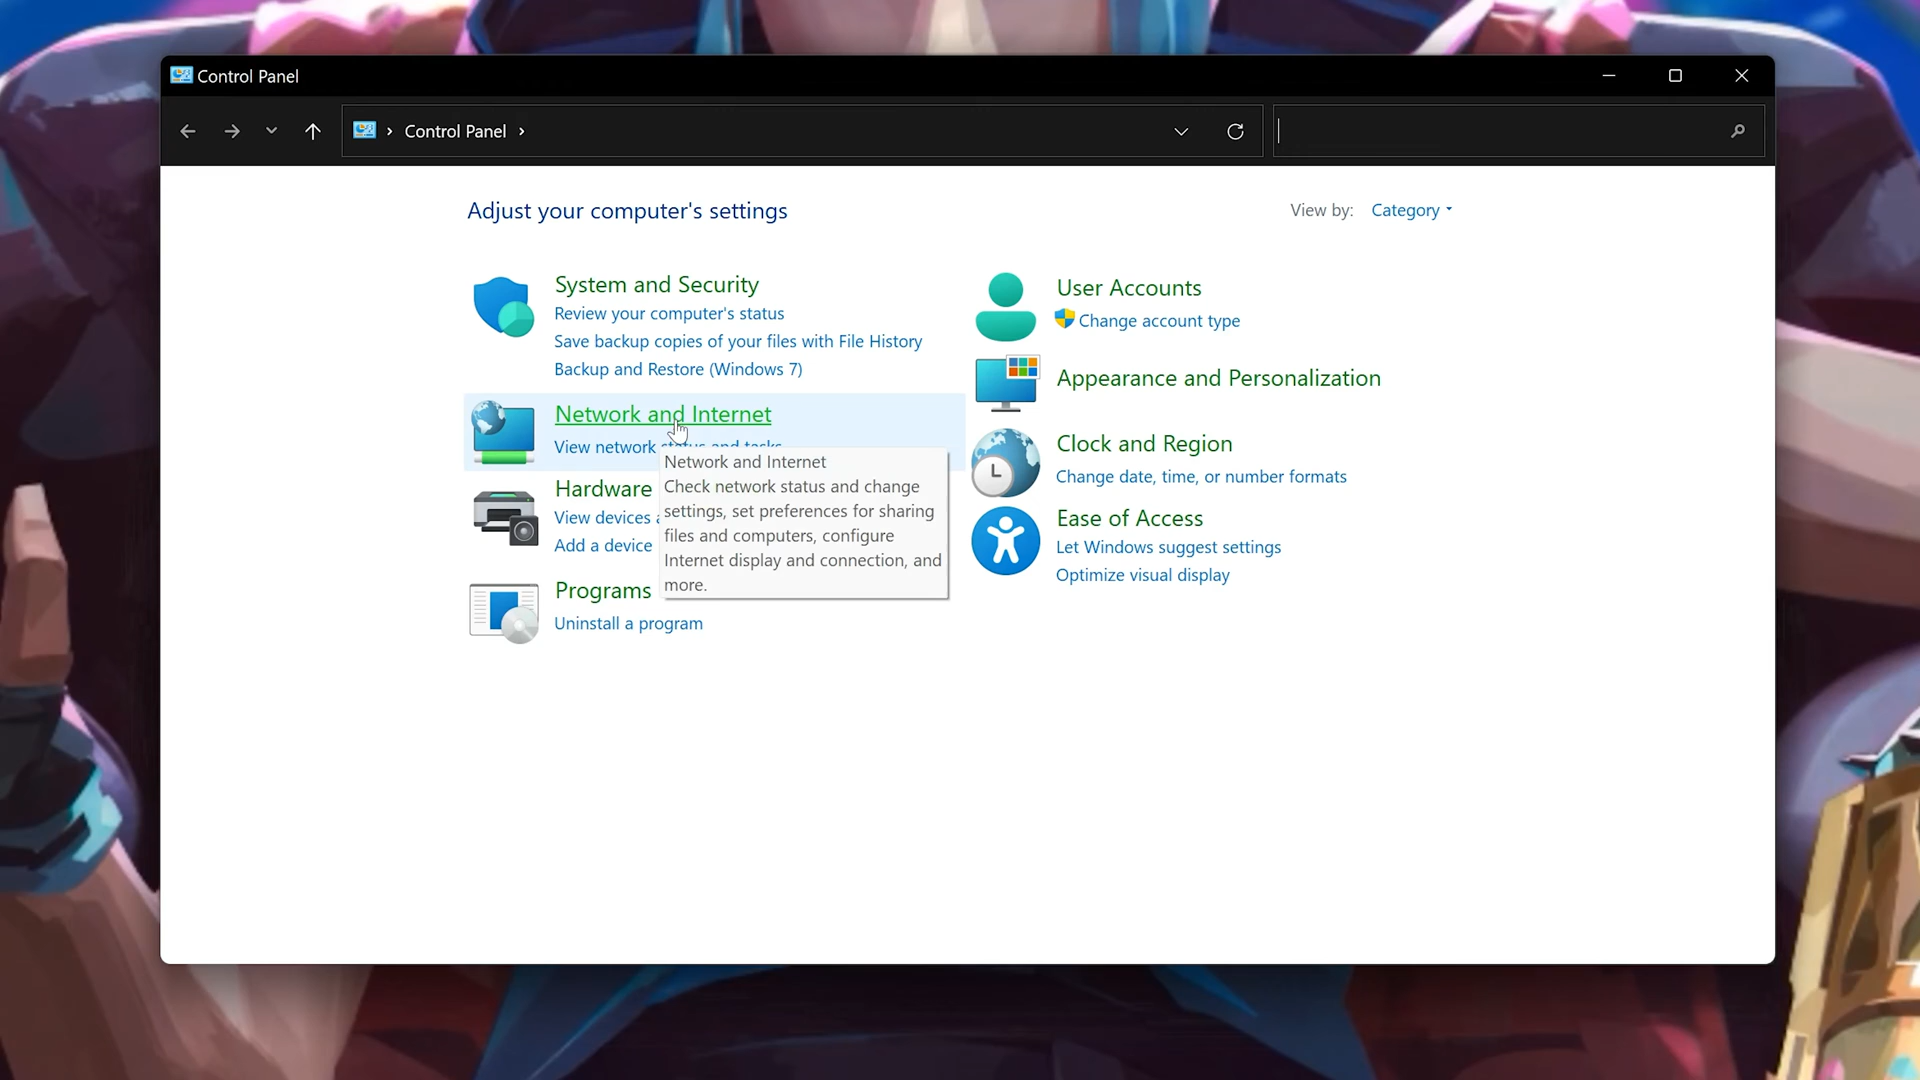 Control Panel
Control Panel
Adjust your computer's settings
View by: Category
System and Security
Review your computer's status
Save backup copies of your files with File History
Backup and Restore (Windows 7)
Network and Internet
View network status and tasks
Network and Internet
Check network status and change
settings, set preferences for sharing
files and computers, configure
Internet display and connection, and
more.
Hardware
View devices
Add a device
Programs
Uninstall a program
User Accounts
Change account type
Appearance and Personalization
Clock and Region
Change date, time, or number formats
Ease of Access
Let Windows suggest settings
Optimize visual display